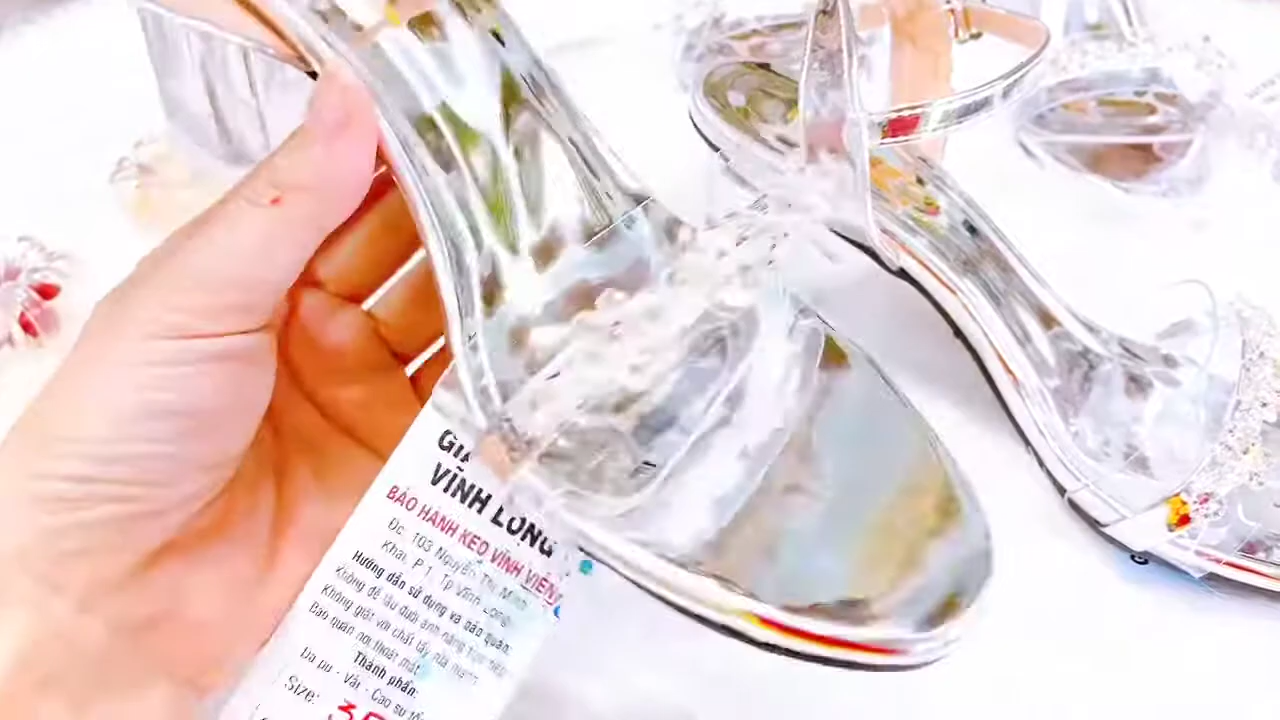 VĨNH LONG
BẢO HÀNH KEO VĨNH VIỄN
Đc: 103 Nguyễn Thị Minh
Khai, P.1, Tp Vĩnh Long
Hướng dẫn sử dụng và bảo quản:
Không để lâu dưới ánh nắng trực tiếp
Không giặt với chất tẩy rửa mạnh
Bảo quản nơi thoát mát
Thành phần:
Da pu - Vải - Cao su
Size: